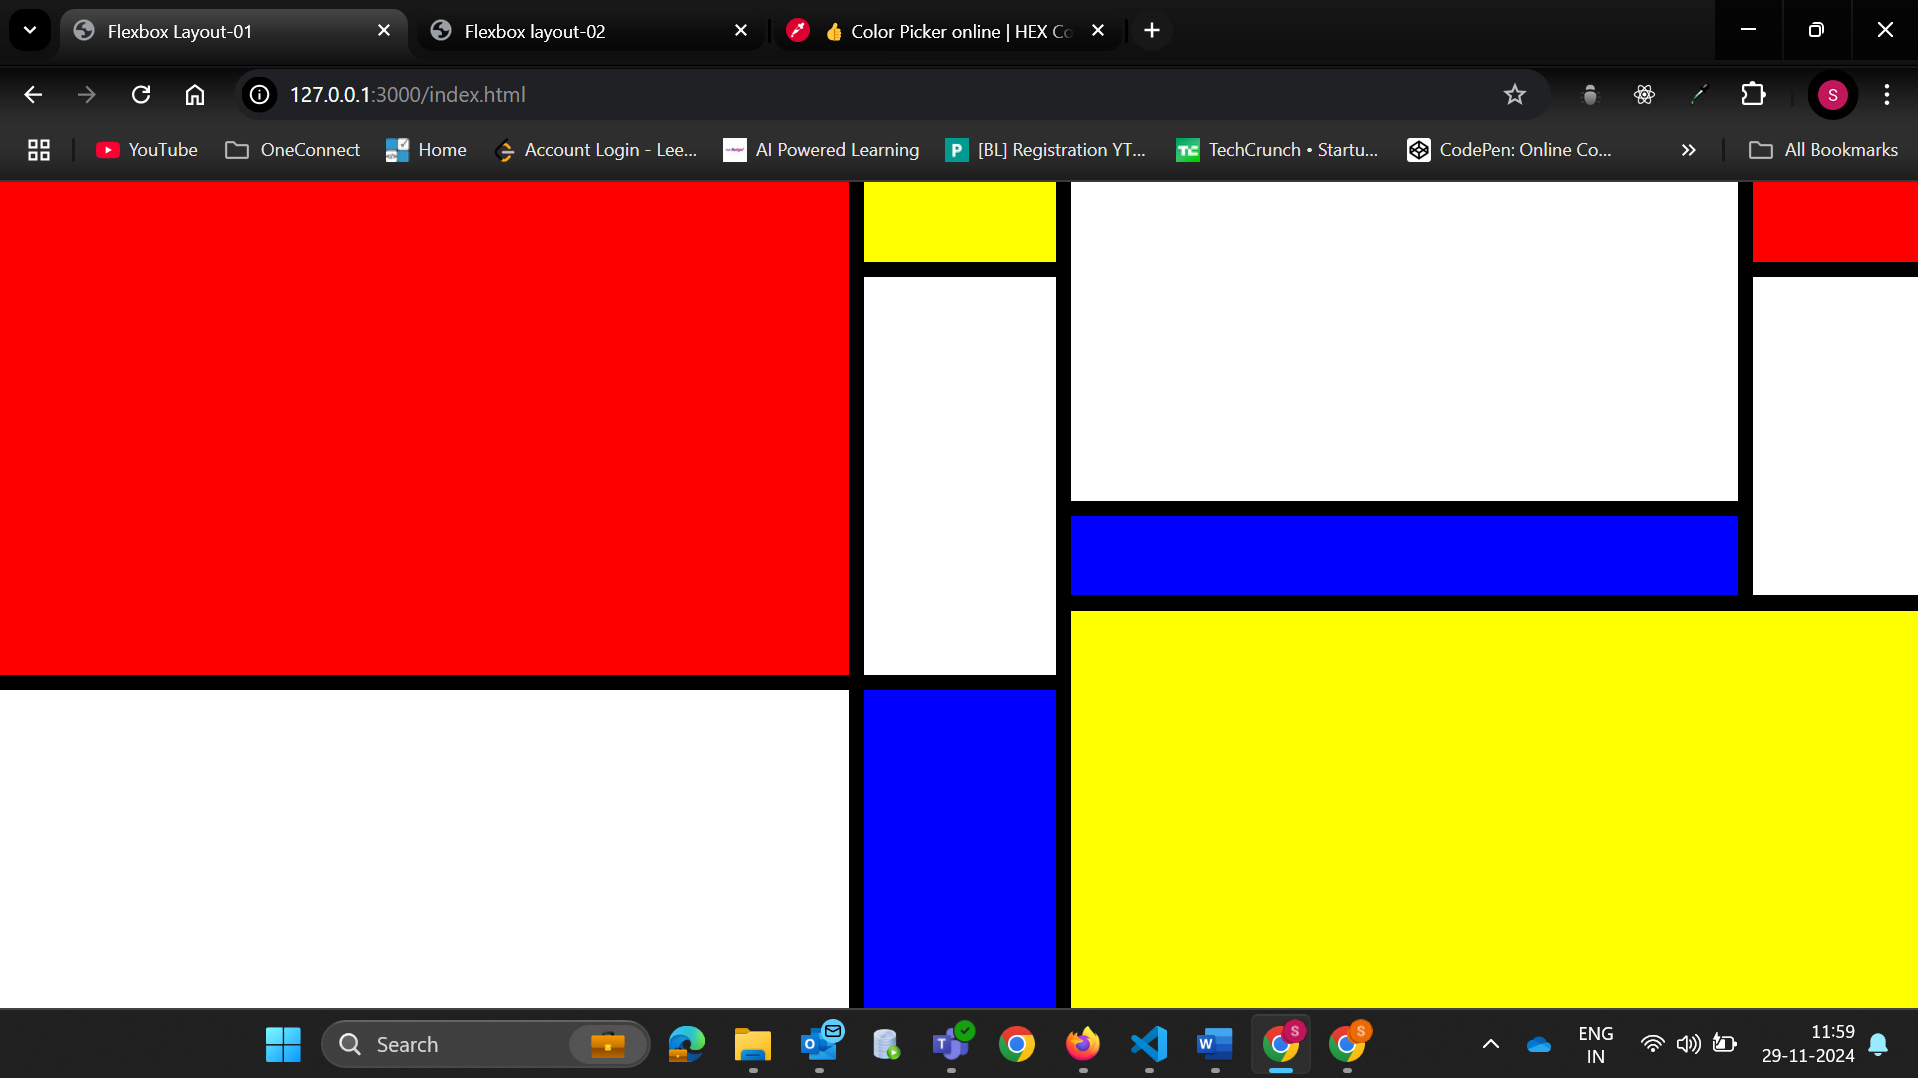 Flexbox Layout-01
Flexbox layout-02
👍 Color Picker online | HEX Co
127.0.0.1:3000/index.html
S
YouTube
OneConnect
Home
Account Login - Lee...
AI Powered Learning
P [BL] Registration YT...
TC TechCrunch • Startu...
CodePen: Online Co...
All Bookmarks
Search
O
T
W
S
S
ENG
IN
11:59
29-11-2024